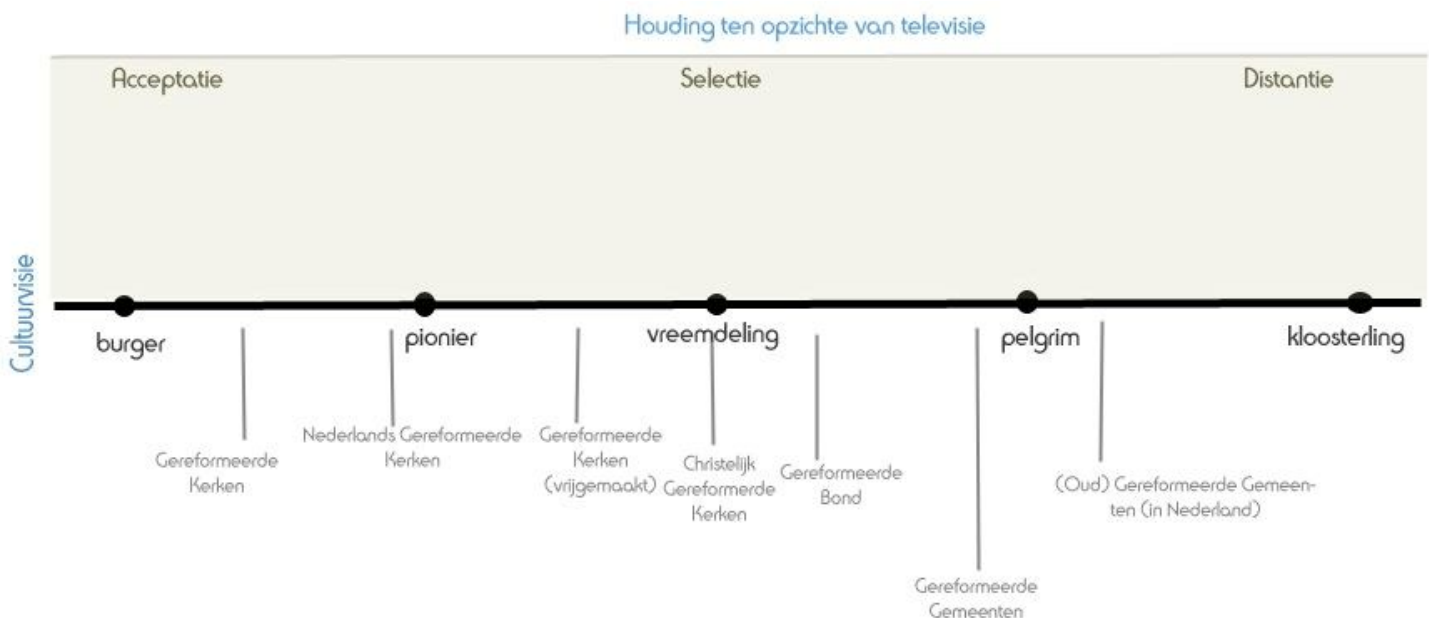 Houding ten opzichte van televisie
Acceptatie
Selectie
Distantie
Cultuurvisie
burger
pionier
vreemdeling
pelgrim
kloosterling
Gereformeerde
Kerken
Nederlands Gereformeerde
Kerken
Gereformeerde
Kerken
(vrijgemaakt)
Christelijk
Gereformerde
Kerken
Gereformeerde
Bond
Gereformeerde
Gemeenten
(Oud) Gereformeerde Gemeen-
ten (in Nederland)